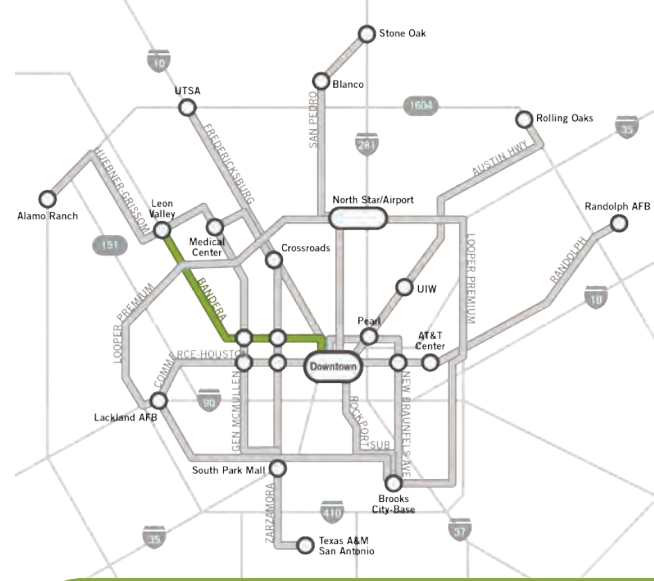 Stone Oak
10
Blanco
UTSA
1604
SAN PEDRO
Rolling Oaks
35
FREDERICKSBURG
281
AUSTIN HWY
HUEBNER-GRISSOM
Leon
Valley
North Star/Airport
Randolph AFB
Alamo Ranch
151
Medical
Center
Crossroads
LOOPER PREMIUM
RANDOLPH
UIW
10
BANDERA
LOOPER PREMIUM
Pearl
AT&T
Center
COMMERCE-HOUSTON
Downtown
GEN MCMULLEN
ROCKPORT
NEW BRAUNFELS AVE
90
Lackland AFB
SUB
South Park Mall
Brooks
City-Base
ZARZAMORA
410
35
37
Texas A&M
San Antonio